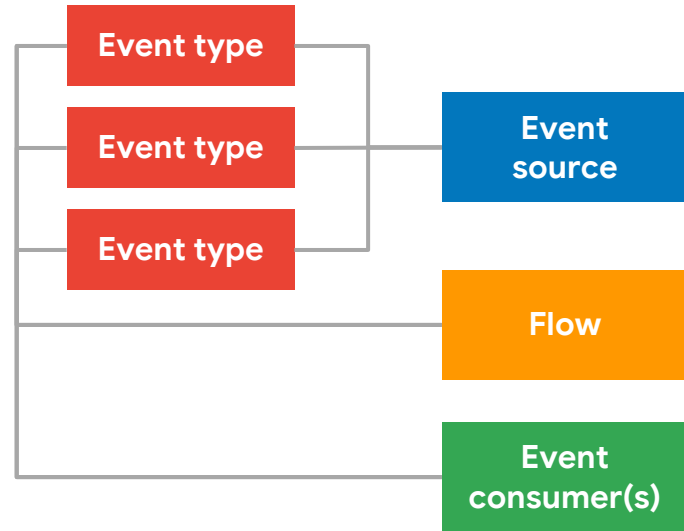 Event type
Event type
Event type
Event
source
Flow
Event
consumer(s)